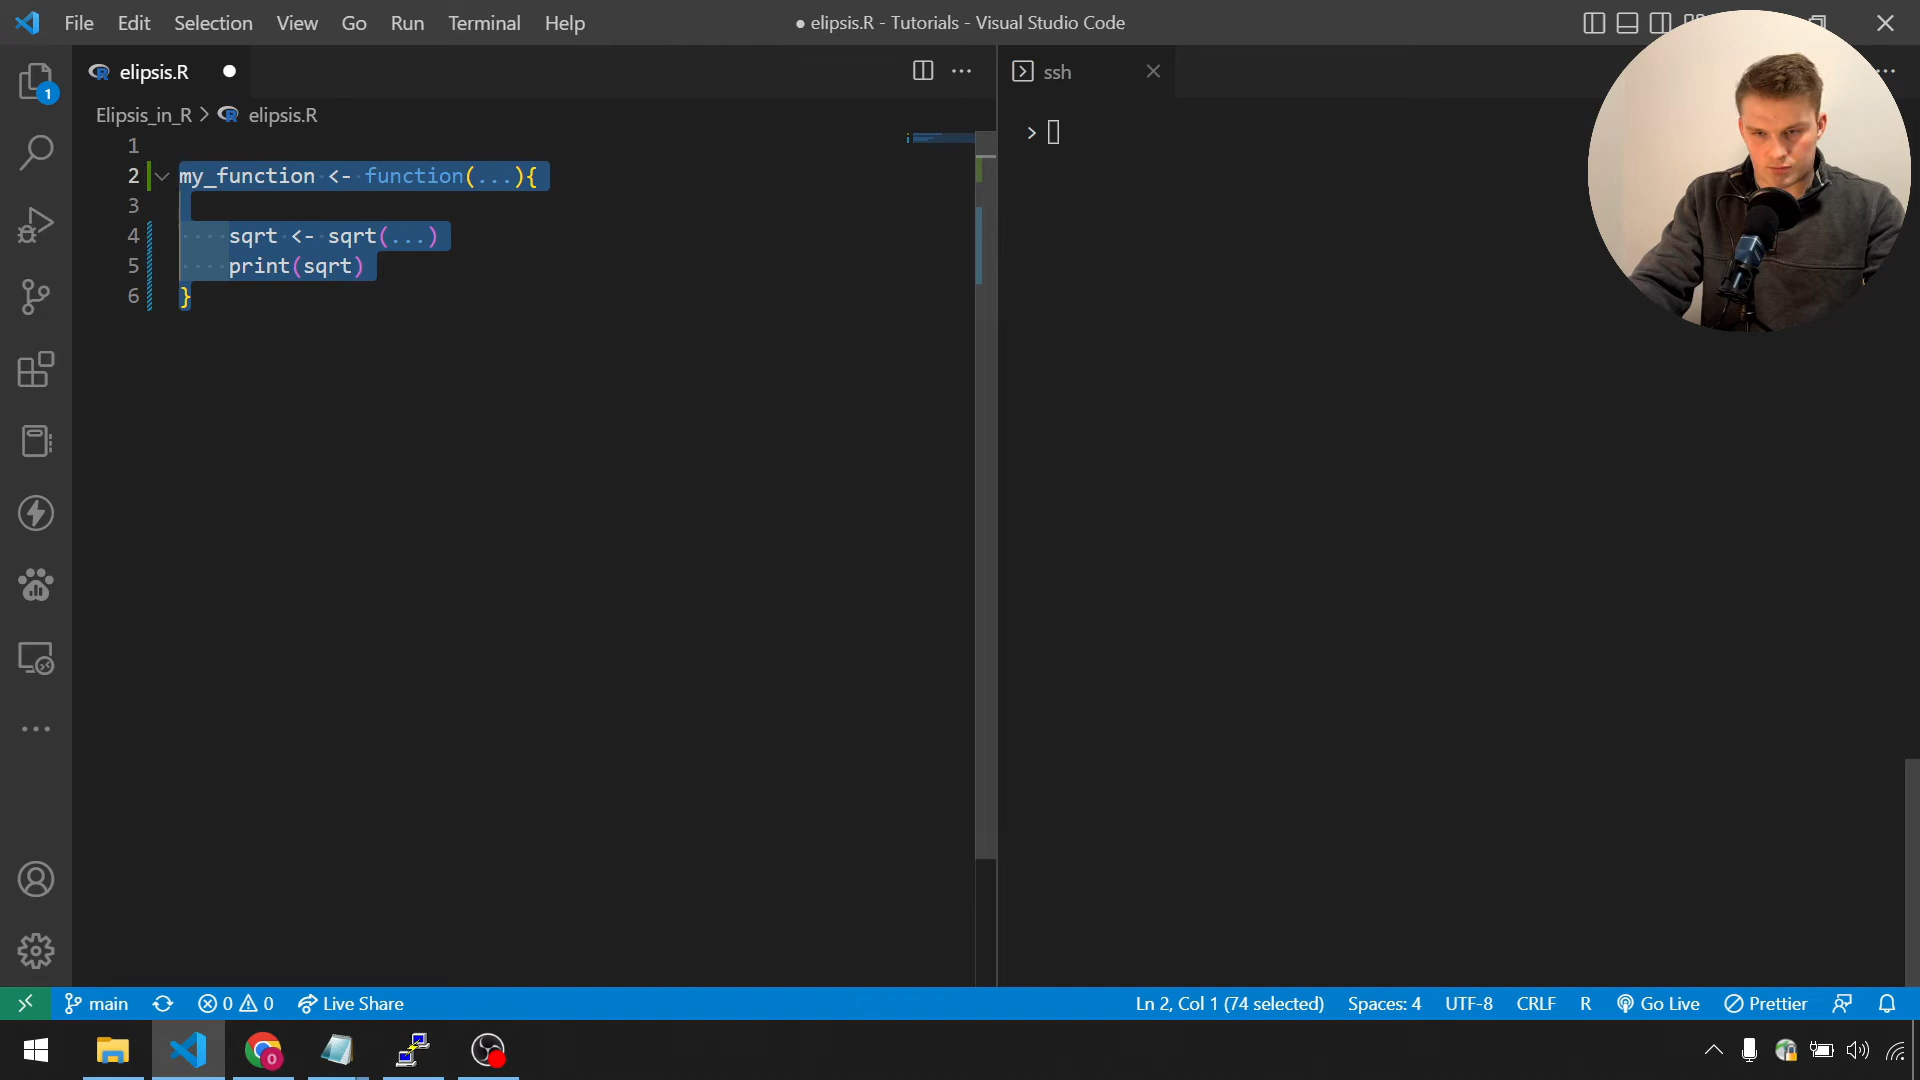 File Edit Selection View Go Run Terminal Help
● elipsis.R - Tutorials - Visual Studio Code
elipsis.R
ssh
Elipsis_in_R > elipsis.R
1
2 my_function <- function(...){
3
4 sqrt <- sqrt(...)
5 print(sqrt)
6 }
>
1
main
0 0
Live Share
Ln 2, Col 1 (74 selected) Spaces: 4 UTF-8 CRLF R Go Live Prettier
0